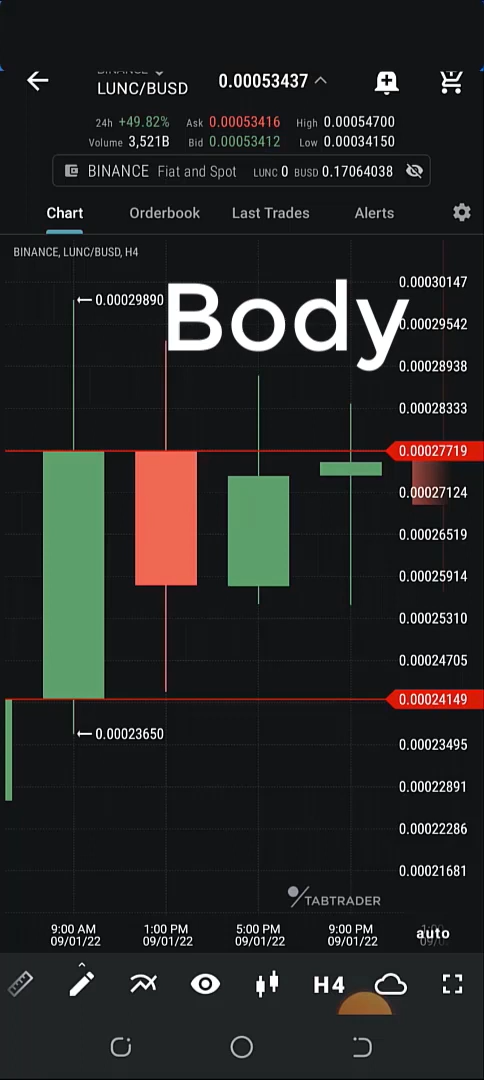 LUNC/BUSD
0.00053437
24h +49.82% Ask 0.00053416 High 0.00054700
Volume 3,521B Bid 0.00053412 Low 0.00034150
BINANCE Fiat and Spot LUNC 0 BUSD 0.17064038
Chart Orderbook Last Trades Alerts
BINANCE, LUNC/BUSD, H4
0.00030147
0.00029890
Body
0.00029542
0.00028938
0.00028333
0.00027719
0.00027124
0.00026519
0.00025914
0.00025310
0.00024705
0.00024149
0.00023650
0.00023495
0.00022891
0.00022286
0.00021681
TABTRADER
9:00 AM 1:00 PM 5:00 PM 9:00 PM
09/01/22 09/01/22 09/01/22 09/01/22
auto
H4